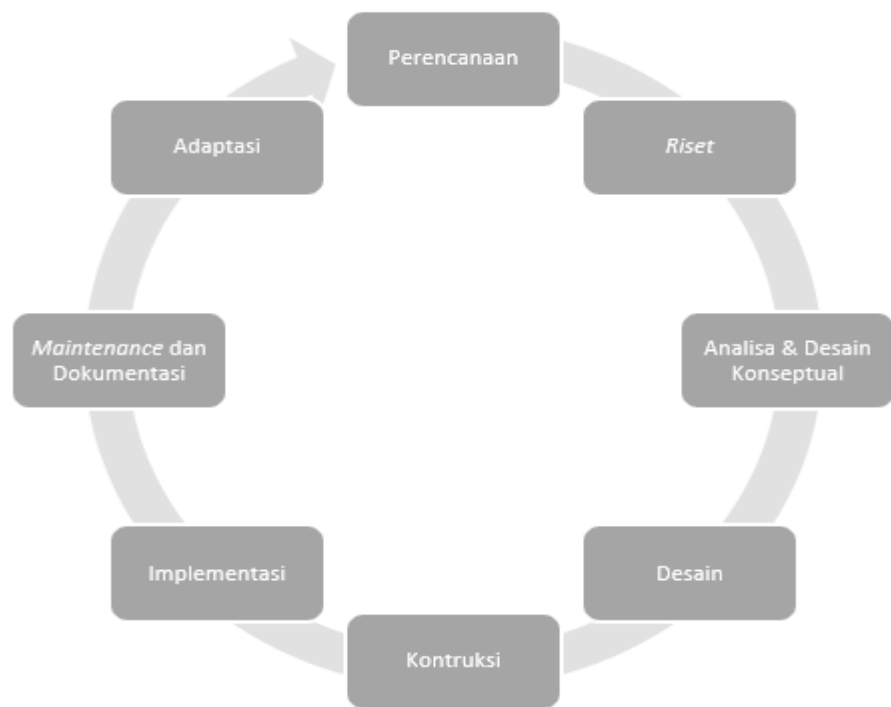 Perencanaan
Riset
Analisa & Desain
Konseptual
Desain
Kontruksi
Implementasi
Maintenance dan
Dokumentasi
Adaptasi